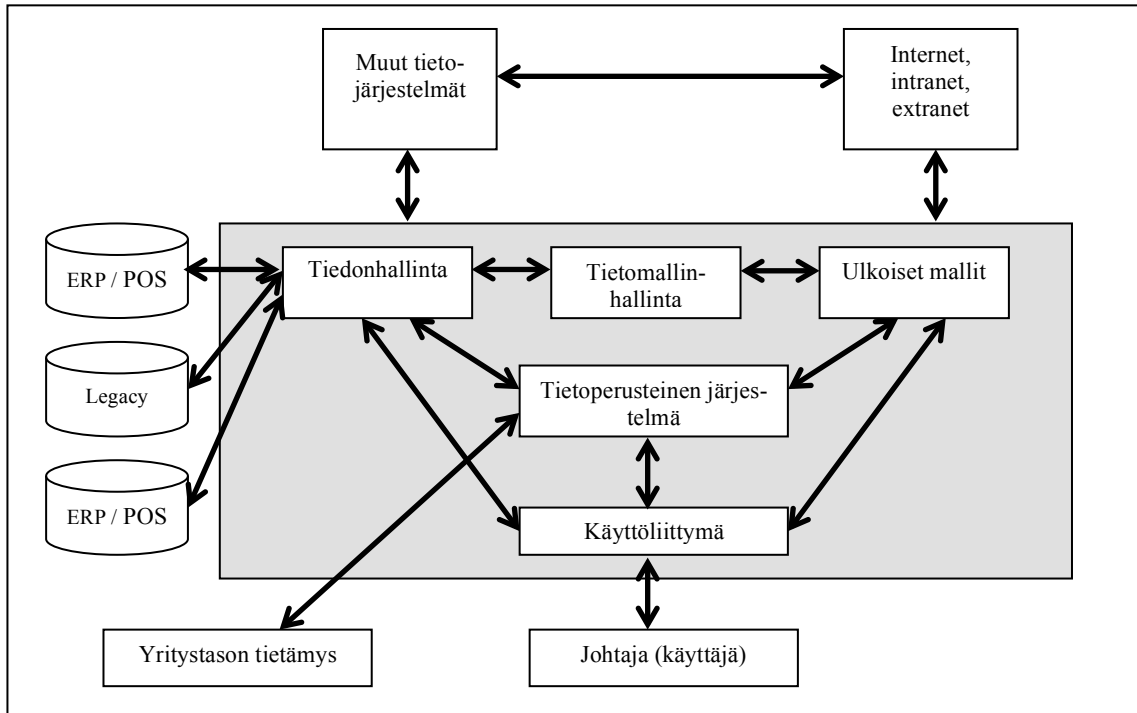 Muut tieto-
järjestelmät
Internet,
intranet,
extranet
ERP / POS
Tiedonhallinta
Tietomallin-
hallinta
Ulkoiset mallit
Legacy
Tietoperusteinen järjes-
telmä
ERP / POS
Käyttöliittymä
Yritystason tietämys
Johtaja (käyttäjä)